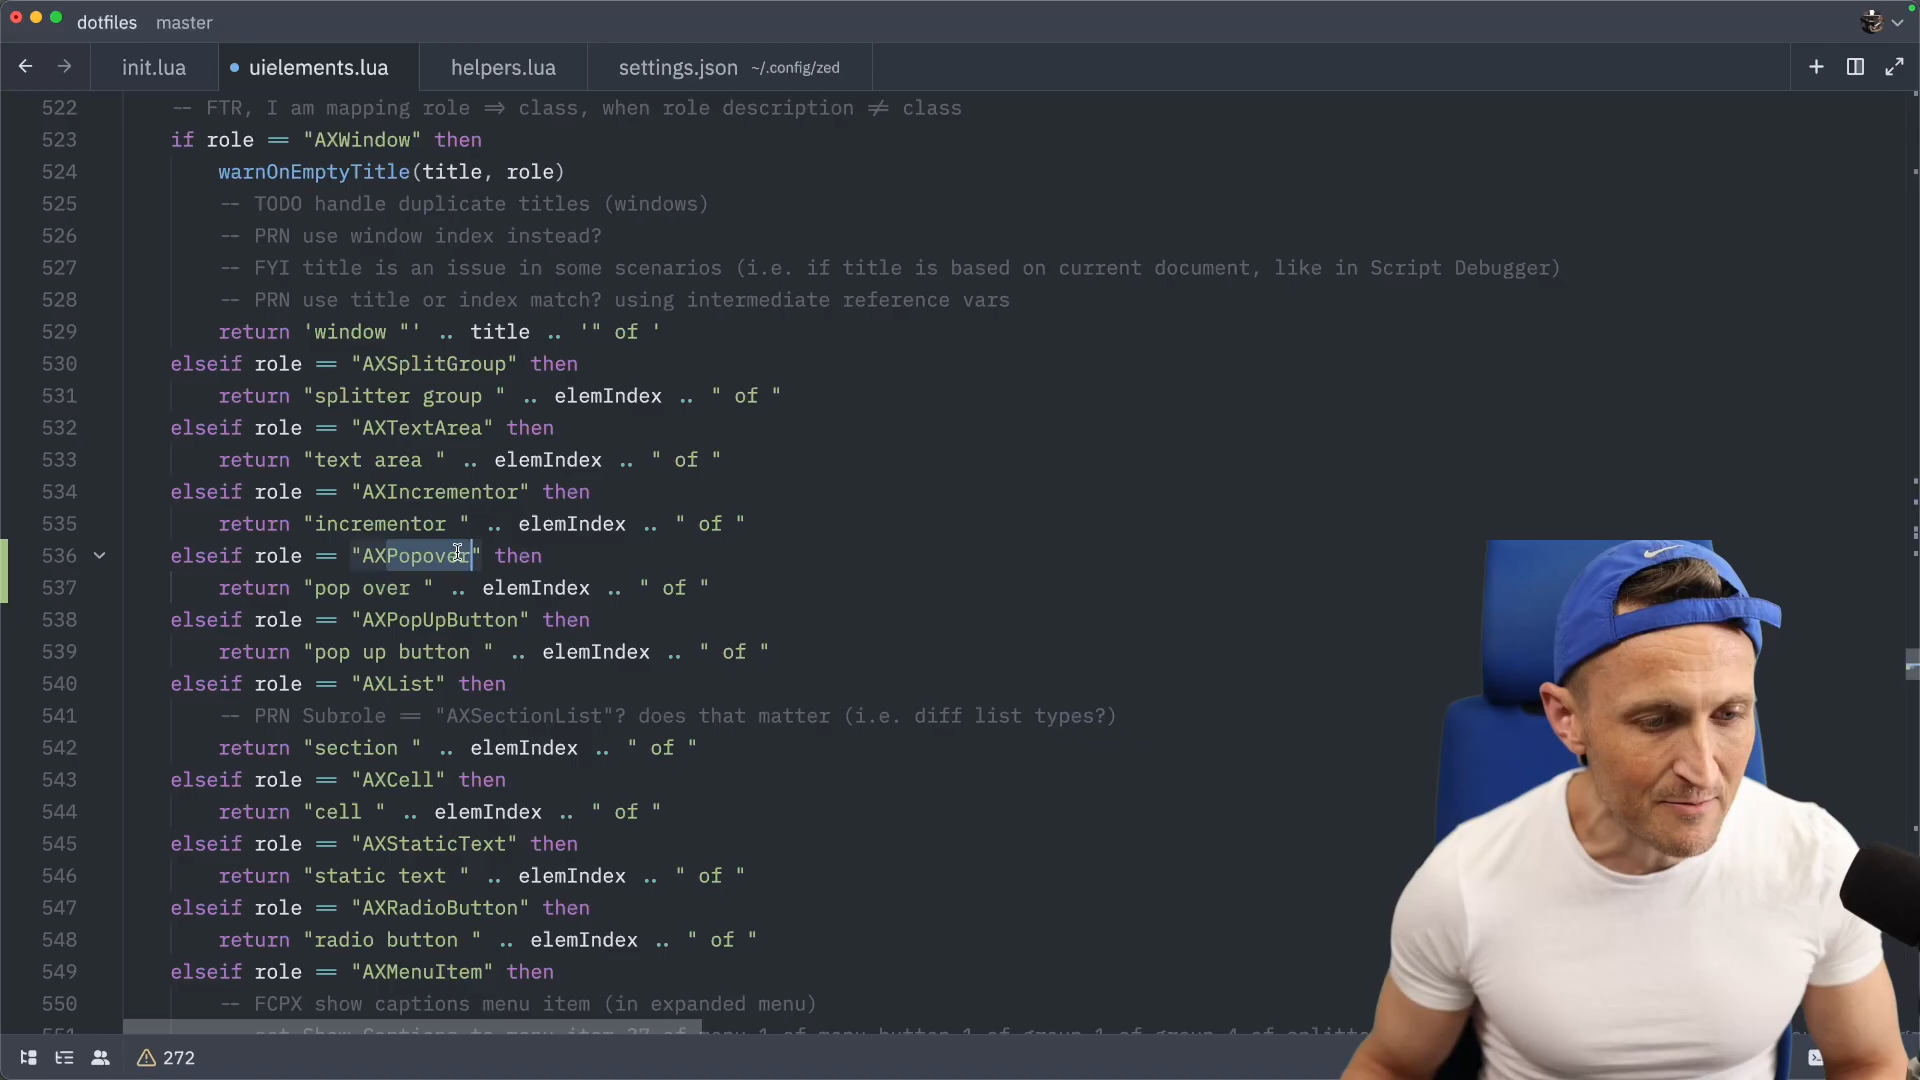 dotfiles master
init.lua uielements.lua helpers.lua settings.json ~/.config/zed
522 -- FTR, I am mapping role => class, when role description ≠ class
523 if role == "AXWindow" then
524 warnOnEmptyTitle(title, role)
525 -- TODO handle duplicate titles (windows)
526 -- PRN use window index instead?
527 -- FYI title is an issue in some scenarios (i.e. if title is based on current document, like in Script Debugger)
528 -- PRN use title or index match? using intermediate reference vars
529 return 'window "' .. title .. '" of '
530 elseif role == "AXSplitGroup" then
531 return "splitter group " .. elemIndex .. " of "
532 elseif role == "AXTextArea" then
533 return "text area " .. elemIndex .. " of "
534 elseif role == "AXIncrementor" then
535 return "incrementor " .. elemIndex .. " of "
536 elseif role == "AXPopover" then
537 return "pop over " .. elemIndex .. " of "
538 elseif role == "AXPopUpButton" then
539 return "pop up button " .. elemIndex .. " of "
540 elseif role == "AXList" then
541 -- PRN Subrole == "AXSectionList"? does that matter (i.e. diff list types?)
542 return "section " .. elemIndex .. " of "
543 elseif role == "AXCell" then
544 return "cell " .. elemIndex .. " of "
545 elseif role == "AXStaticText" then
546 return "static text " .. elemIndex .. " of "
547 elseif role == "AXRadioButton" then
548 return "radio button " .. elemIndex .. " of "
549 elseif role == "AXMenuItem" then
550 -- FCPX show captions menu item (in expanded menu)
272